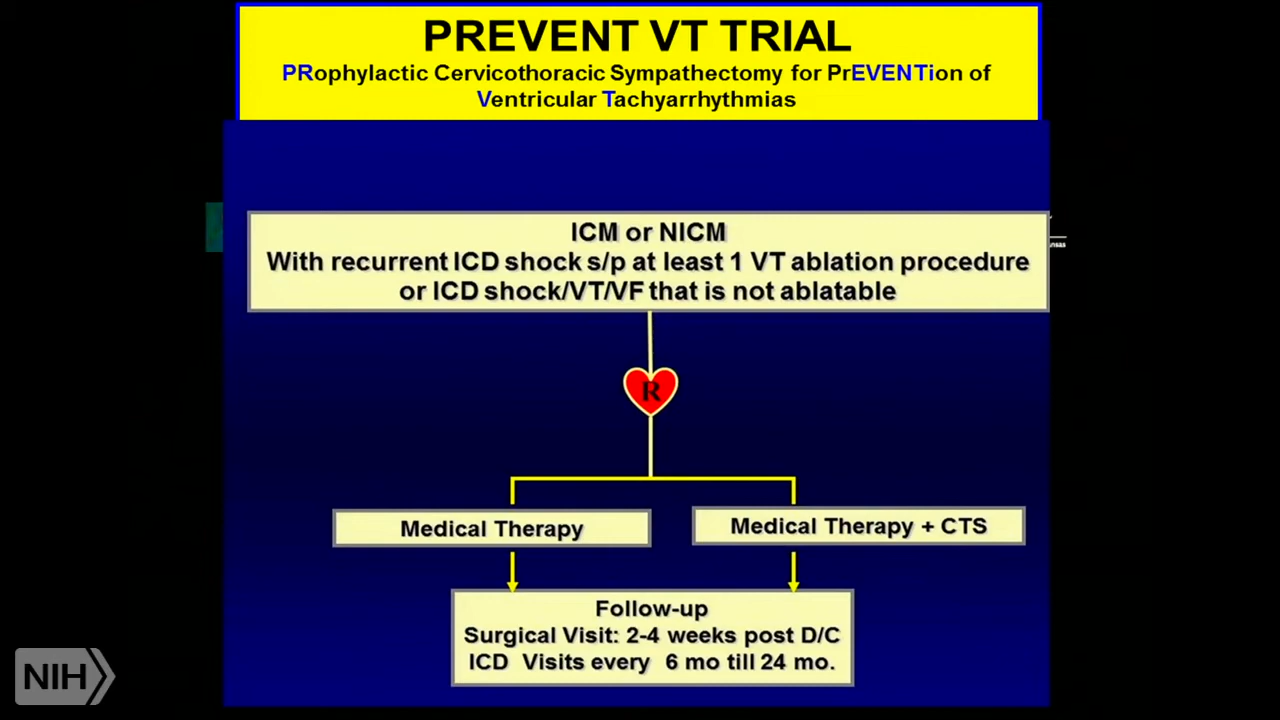 PREVENT VT TRIAL
PRophylactic Cervicothoracic Sympathectomy for PrEVENTion of
Ventricular Tachyarrhythmias
ICM or NICM
With recurrent ICD shock s/p at least 1 VT ablation procedure
or ICD shock/VT/VF that is not ablatable
R
Medical Therapy
Medical Therapy + CTS
Follow-up
Surgical Visit: 2-4 weeks post D/C
ICD Visits every 6 mo till 24 mo.
NIH